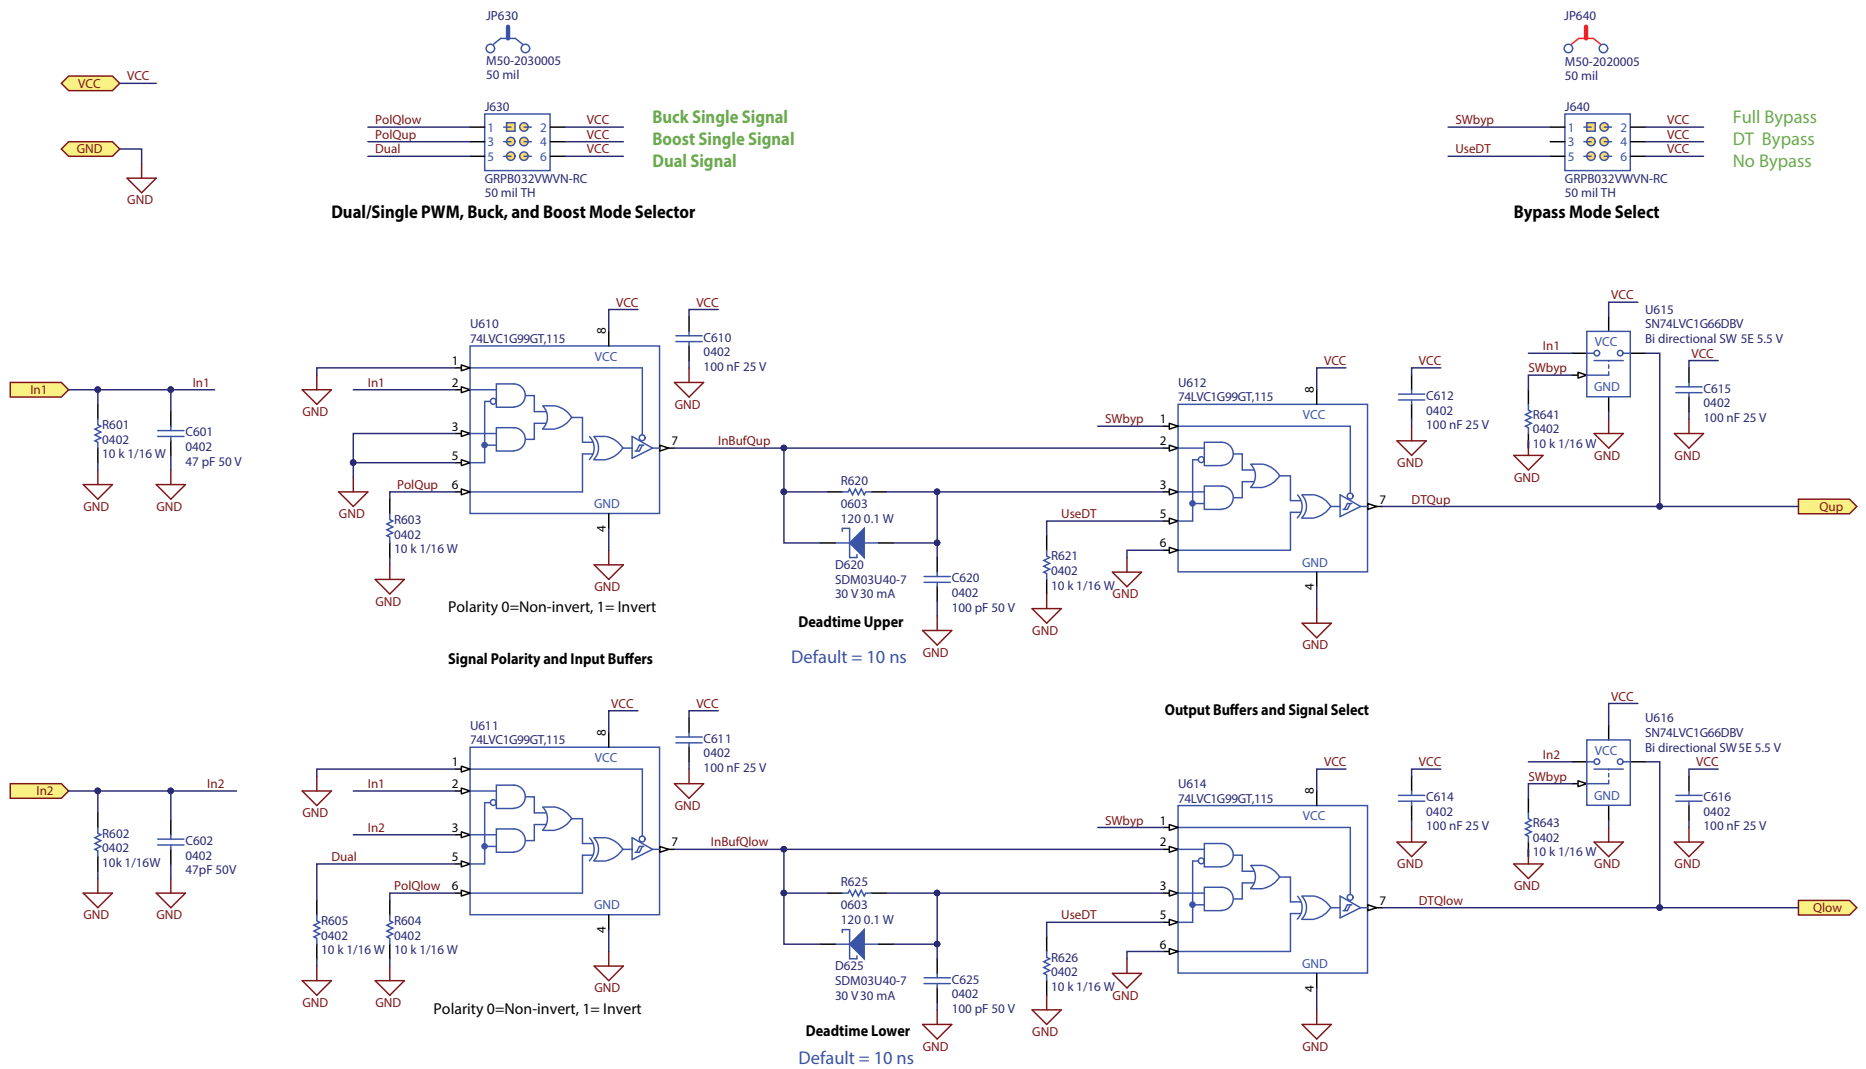 JP630
M50-2030005
50 mil
JP640
M50-2020005
50 mil
VCC
VCC
GND
GND
J630
PolQlow
1
2
VCC
PolQup
3
4
VCC
Dual
5
6
VCC
GRPB032VWVN-RC
50 mil TH
Buck Single Signal
Boost Single Signal
Dual Signal
Dual/Single PWM, Buck, and Boost Mode Selector
J640
SWbyp
1
2
VCC
3
4
VCC
UseDT
5
6
VCC
GRPB032VWVN-RC
50 mil TH
Full Bypass
DT Bypass
No Bypass
Bypass Mode Select
In1
In1
R601
0402
10 k 1/16 W
C601
0402
47 pF 50 V
GND
GND
U610
74LVC1G99GT,115
VCC
8
VCC
1
GND
In1
2
3
5
GND
PolQup
6
R603
0402
10 k 1/16 W
GND
GND
4
GND
7
VCC
C610
0402
100 nF 25 V
GND
Polarity 0=Non-invert, 1= Invert
Signal Polarity and Input Buffers
InBufQup
R620
0603
120 0.1 W
D620
SDM03U40-7
30 V 30 mA
C620
0402
100 pF 50 V
GND
Deadtime Upper
Default = 10 ns
U612
74LVC1G99GT,115
VCC
8
VCC
SWbyp
1
2
3
UseDT
5
6
R621
0402
10 k 1/16 W
GND
GND
GND
4
GND
7
DTQup
VCC
C612
0402
100 nF 25 V
GND
VCC
U615
SN74LVC1G66DBV
Bi directional SW 5E 5.5 V
VCC
In1
SWbyp
GND
R641
0402
10 k 1/16 W
GND
GND
VCC
C615
0402
100 nF 25 V
GND
Qup
In2
In2
R602
0402
10k 1/16W
C602
0402
47pF 50V
GND
GND
U611
74LVC1G99GT,115
VCC
8
VCC
1
GND
In1
2
In2
3
Dual
5
PolQlow
6
R605
0402
10 k 1/16 W
R604
0402
10 k 1/16 W
GND
GND
GND
4
GND
7
VCC
C611
0402
100 nF 25 V
GND
Polarity 0=Non-invert, 1= Invert
InBufQlow
R625
0603
120 0.1 W
D625
SDM03U40-7
30 V 30 mA
C625
0402
100 pF 50 V
GND
Deadtime Lower
Default = 10 ns
Output Buffers and Signal Select
U614
74LVC1G99GT,115
VCC
8
VCC
SWbyp
1
2
3
UseDT
5
6
R626
0402
10 k 1/16 W
GND
GND
GND
4
GND
7
DTQlow
VCC
C614
0402
100 nF 25 V
GND
VCC
U616
SN74LVC1G66DBV
Bi directional SW 5E 5.5 V
VCC
In2
SWbyp
GND
R643
0402
10 k 1/16 W
GND
GND
VCC
C616
0402
100 nF 25 V
GND
Qlow